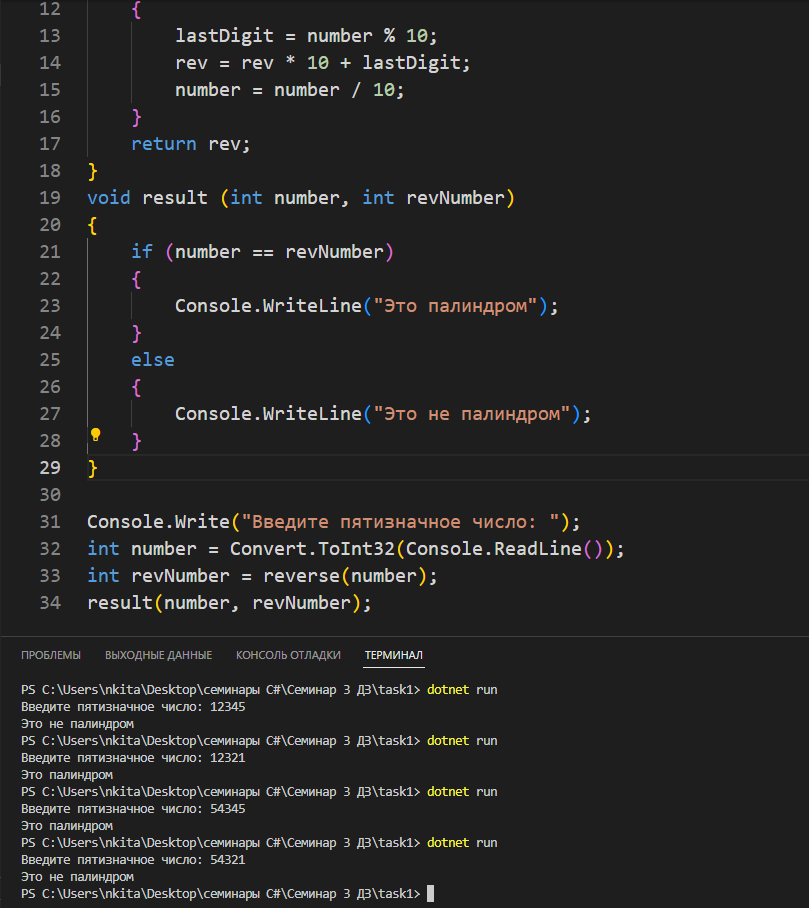 12 {
13 lastDigit = number % 10;
14 rev = rev * 10 + lastDigit;
15 number = number / 10;
16 }
17 return rev;
18 }
19 void result (int number, int revNumber)
20 {
21 if (number == revNumber)
22 {
23 Console.WriteLine("Это палиндром");
24 }
25 else
26 {
27 Console.WriteLine("Это не палиндром");
28 }
29 }
30
31 Console.Write("Введите пятизначное число: ");
32 int number = Convert.ToInt32(Console.ReadLine());
33 int revNumber = reverse(number);
34 result(number, revNumber);
ПРОБЛЕМЫ ВЫХОДНЫЕ ДАННЫЕ КОНСОЛЬ ОТЛАДКИ ТЕРМИНАЛ
PS C:\Users\nkita\Desktop\семинары C#\Семинар 3 ДЗ\task1> dotnet run
Введите пятизначное число: 12345
Это не палиндром
PS C:\Users\nkita\Desktop\семинары C#\Семинар 3 ДЗ\task1> dotnet run
Введите пятизначное число: 12321
Это палиндром
PS C:\Users\nkita\Desktop\семинары C#\Семинар 3 ДЗ\task1> dotnet run
Введите пятизначное число: 54345
Это палиндром
PS C:\Users\nkita\Desktop\семинары C#\Семинар 3 ДЗ\task1> dotnet run
Введите пятизначное число: 54321
Это не палиндром
PS C:\Users\nkita\Desktop\семинары C#\Семинар 3 ДЗ\task1>